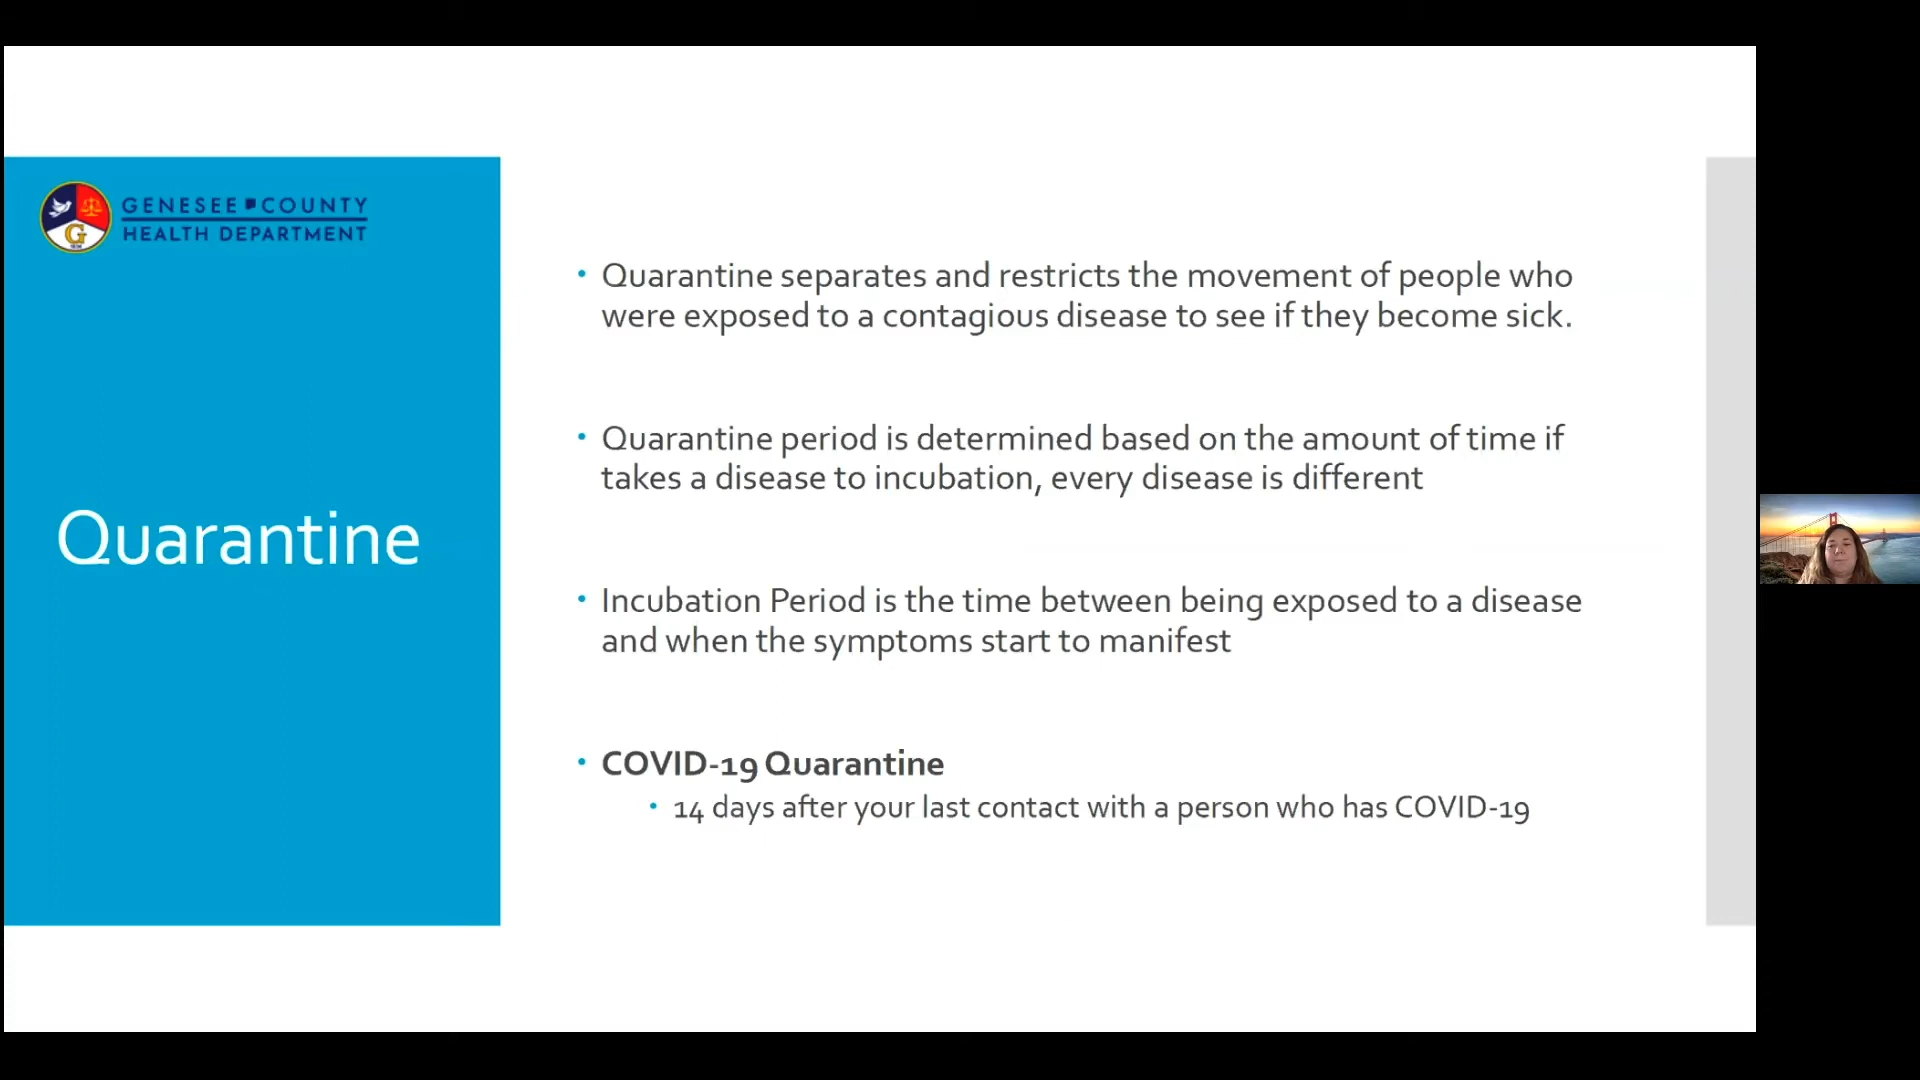 GENESEE COUNTY
HEALTH DEPARTMENT
G
Quarantine
• Quarantine separates and restricts the movement of people who
were exposed to a contagious disease to see if they become sick.
• Quarantine period is determined based on the amount of time if
takes a disease to incubation, every disease is different
• Incubation Period is the time between being exposed to a disease
and when the symptoms start to manifest
• COVID-19 Quarantine
• 14 days after your last contact with a person who has COVID-19